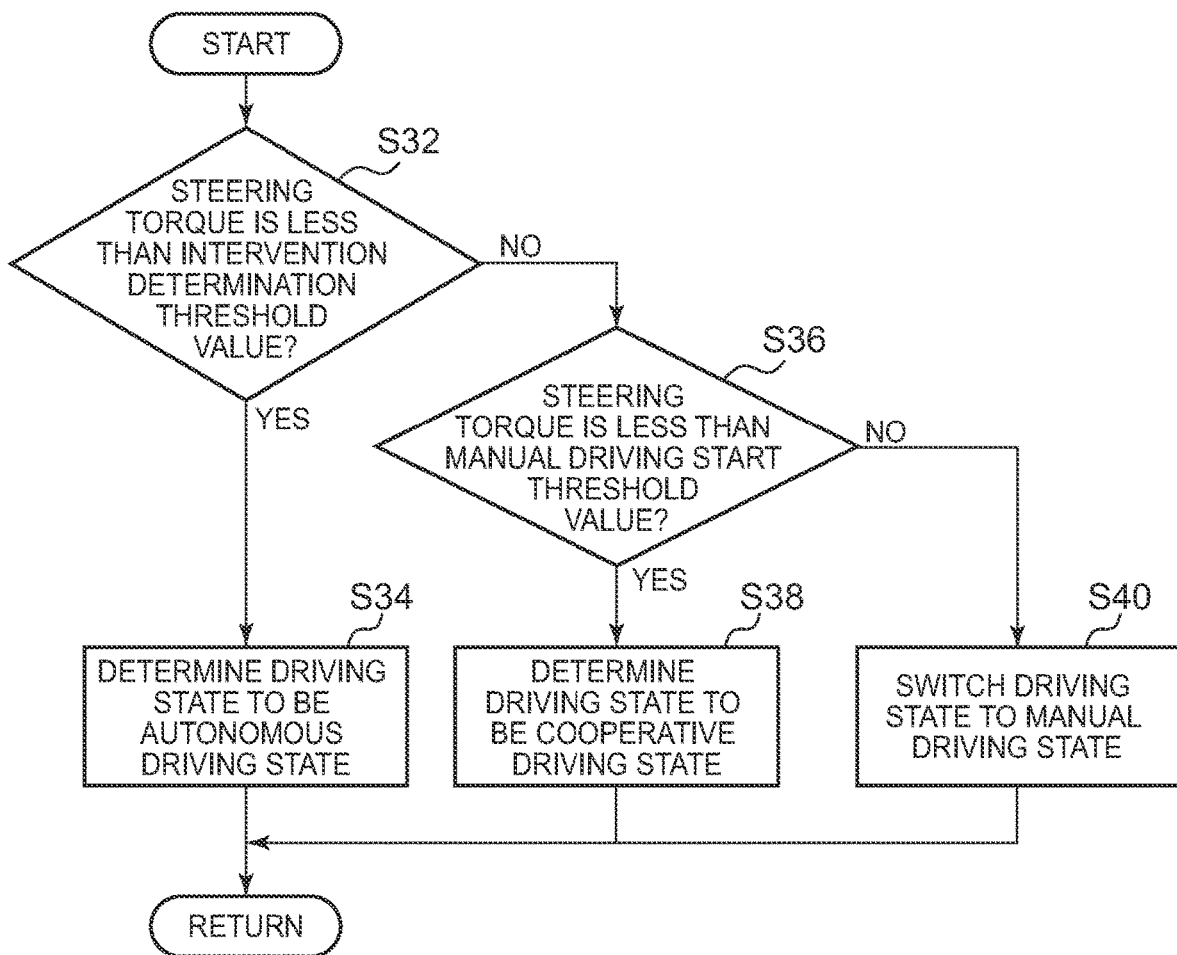 START
S32
STEERING
TORQUE IS LESS
THAN INTERVENTION
DETERMINATION
THRESHOLD
VALUE?
NO
YES
S36
STEERING
TORQUE IS LESS THAN
MANUAL DRIVING START
THRESHOLD
VALUE?
NO
YES
S34
DETERMINE DRIVING
STATE TO BE
AUTONOMOUS
DRIVING STATE
S38
DETERMINE
DRIVING STATE TO
BE COOPERATIVE
DRIVING STATE
S40
SWITCH DRIVING
STATE TO MANUAL
DRIVING STATE
RETURN